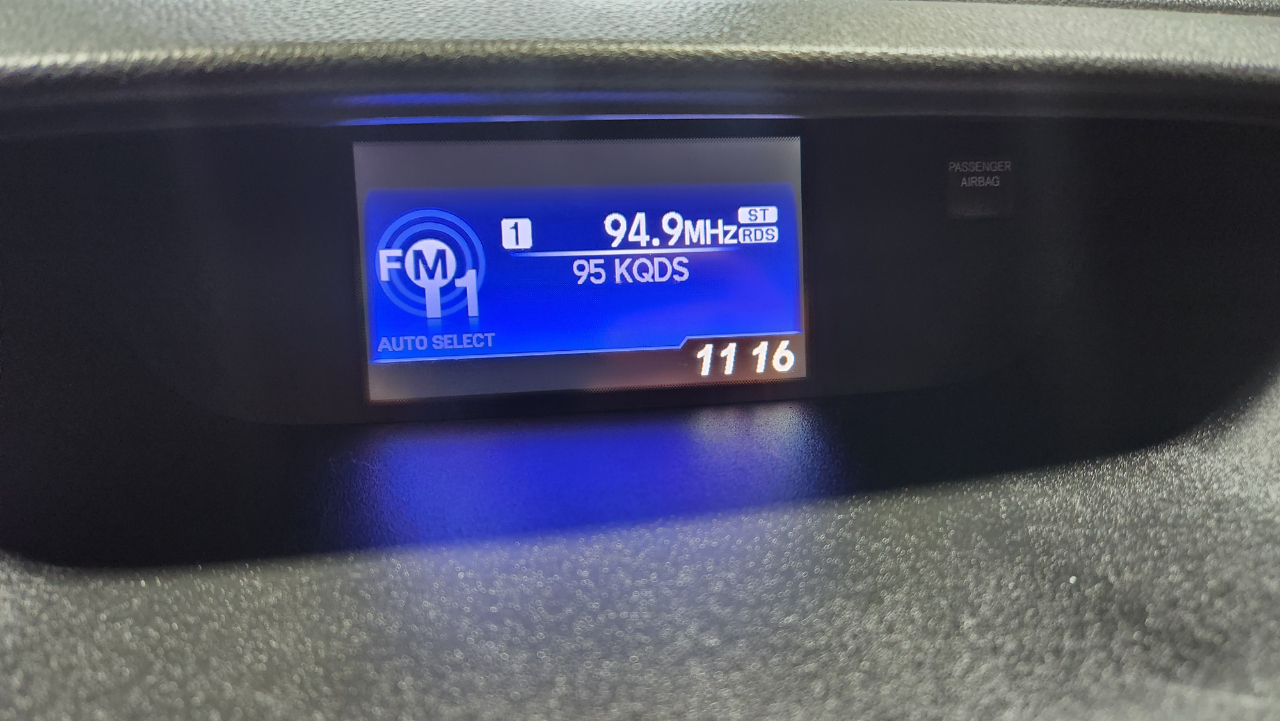 FM1
1 94.9MHz ST RDS
95 KQDS
AUTO SELECT
11 16
PASSENGER
AIRBAG